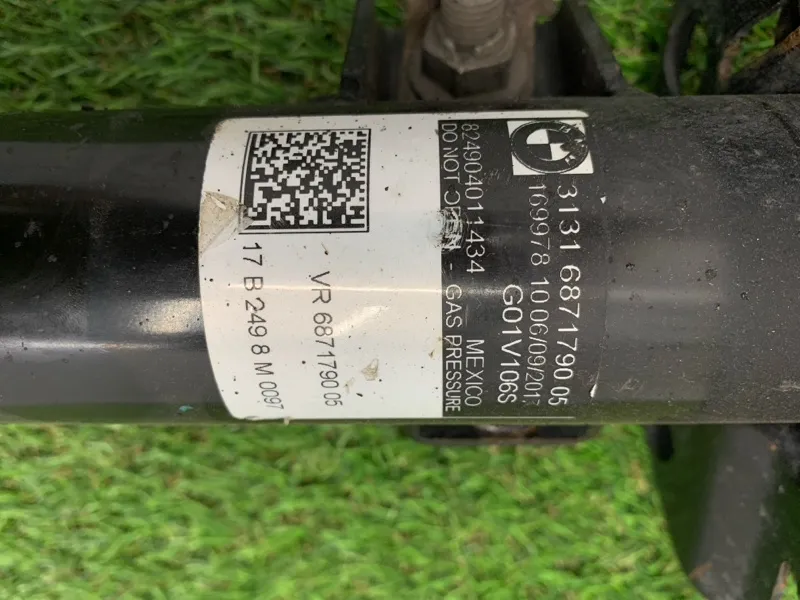 3131 6871790 05
169978 10 06/09/2017
G01V106S
824904011434 MEXICO
DO NOT OPEN - GAS PRESSURE
VR 6871790 05
17 B 249 8 M 0097